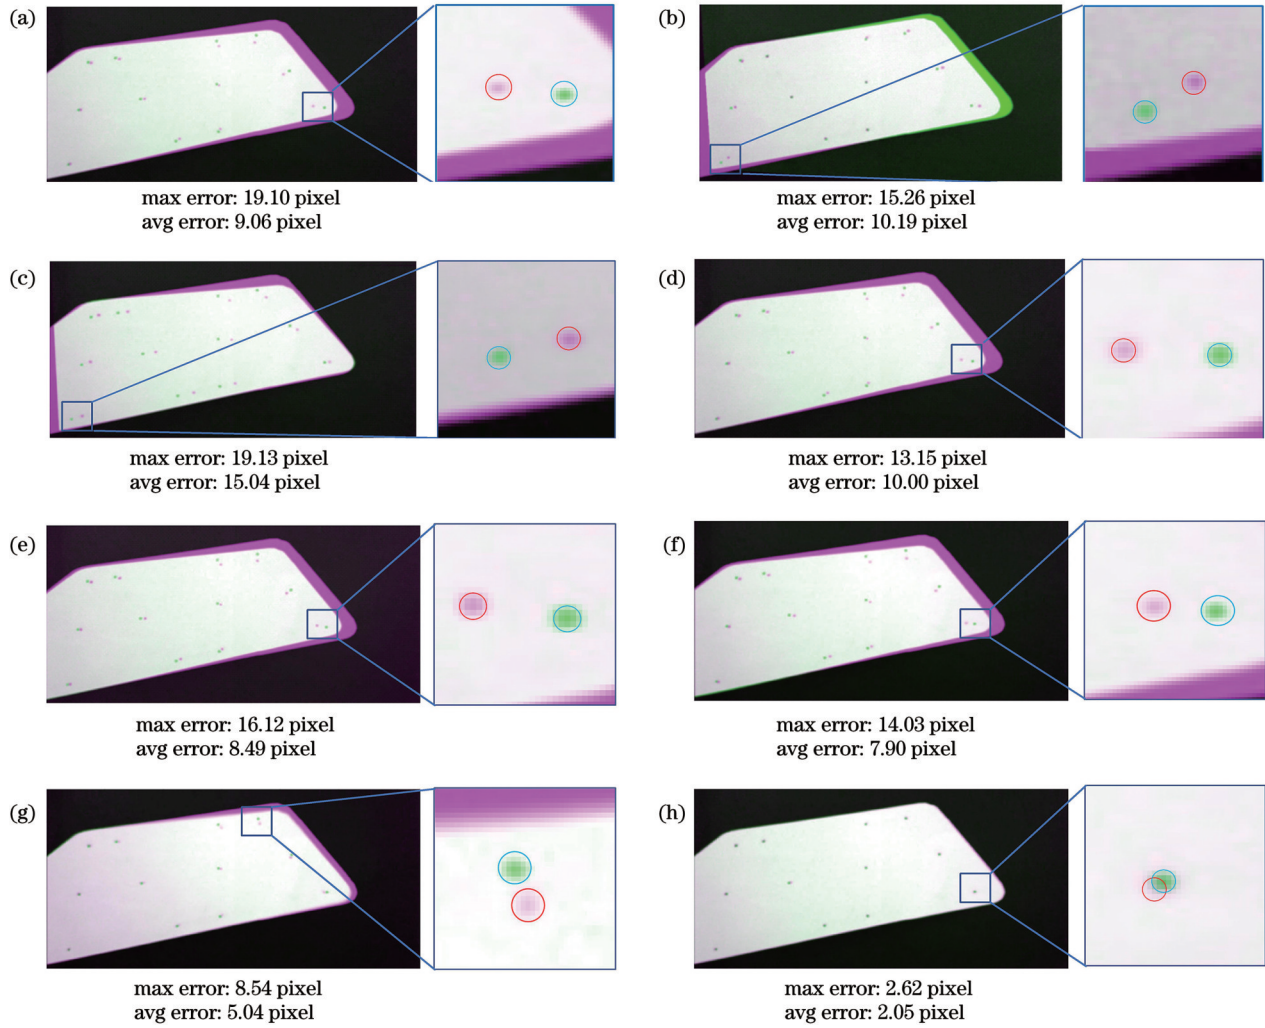 (a)
max error: 19.10 pixel
avg error: 9.06 pixel
(b)
max error: 15.26 pixel
avg error: 10.19 pixel
(c)
max error: 19.13 pixel
avg error: 15.04 pixel
(d)
max error: 13.15 pixel
avg error: 10.00 pixel
(e)
max error: 16.12 pixel
avg error: 8.49 pixel
(f)
max error: 14.03 pixel
avg error: 7.90 pixel
(g)
max error: 8.54 pixel
avg error: 5.04 pixel
(h)
max error: 2.62 pixel
avg error: 2.05 pixel